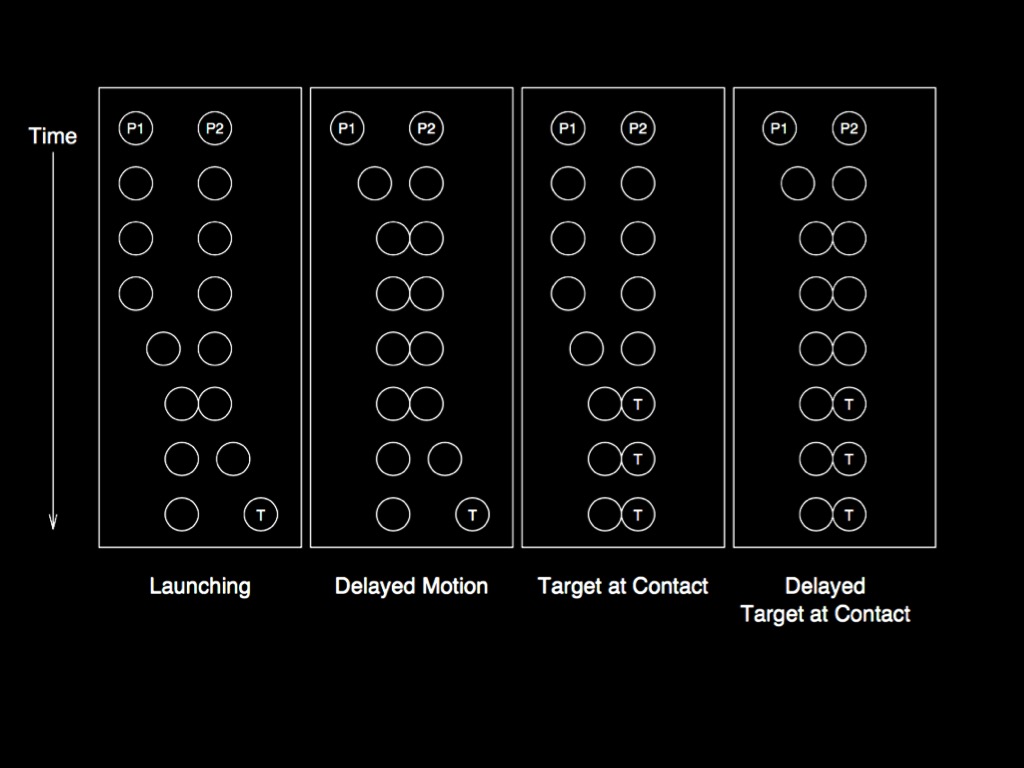 Time
P1 P2
T
Launching
P1 P2
T
Delayed Motion
P1 P2
T
T
T
Target at Contact
P1 P2
T
T
T
Delayed
Target at Contact